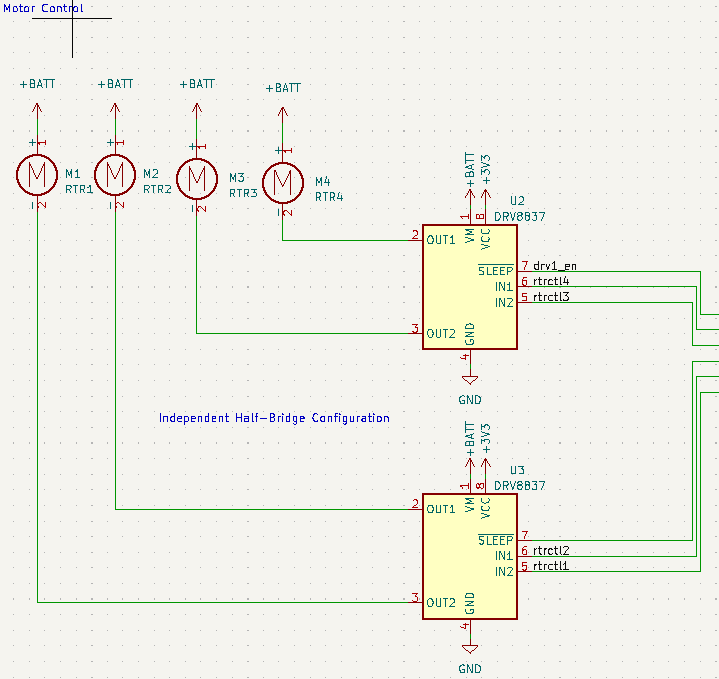 Motor Control
+BATT +BATT +BATT +BATT
+ 1 + 1 + 1 + 1
M M M M
M1 M2 M3 M4
RTR1 RTR2 RTR3 RTR4
- 2 - 2 - 2 - 2
+BATT +3V3
U2
DRV8837
1 8
VM VCC
2 OUT1
SLEEP 7 drv1_en
IN1 6 rtrctl4
IN2 5 rtrctl3
3 OUT2
GND
4
GND
Independent Half-Bridge Configuration
+BATT +3V3
U3
DRV8837
1 8
VM VCC
2 OUT1
SLEEP 7
IN1 6 rtrctl2
IN2 5 rtrctl1
3 OUT2
GND
4
GND